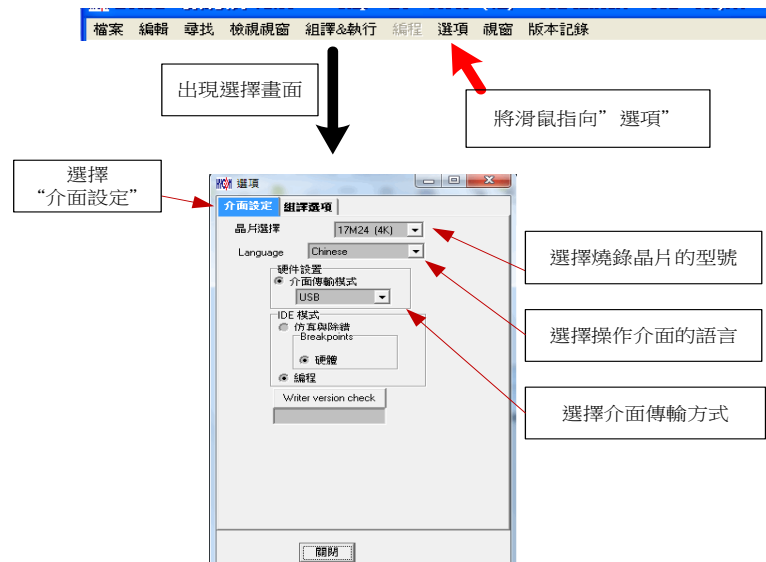 檔案 編輯 尋找 檢視視窗 組譯&執行 編程 選項 視窗 版本記錄
出現選擇畫面
將滑鼠指向”選項”
選擇
“介面設定”
選項
介面設定 組譯選項
晶片選擇 17M24 (4K)
Language Chinese
硬件設置
介面傳輸模式
USB
IDE 模式
仿真與除錯
Breakpoints
硬體
編程
Writer version check
關閉
選擇燒錄晶片的型號
選擇操作介面的語言
選擇介面傳輸方式